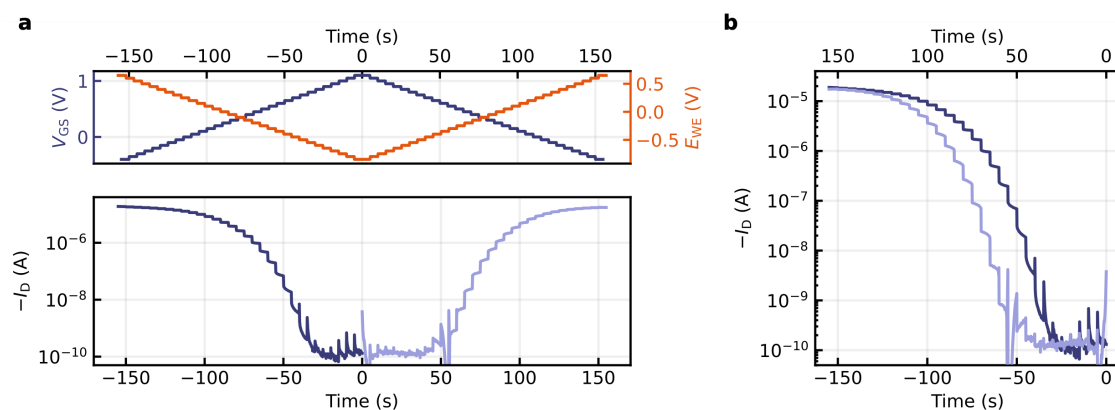 a
Time (s)
−150 −100 −50 0 50 100 150
1
0
V_GS (V)
0.5
0.0
−0.5
E_WE (V)
10^−6
10^−8
10^−10
−I_D (A)
−150 −100 −50 0 50 100 150
Time (s)
b
Time (s)
150 100 50 0
10^−5
10^−6
10^−7
10^−8
10^−9
10^−10
−I_D (A)
−150 −100 −50 0
Time (s)